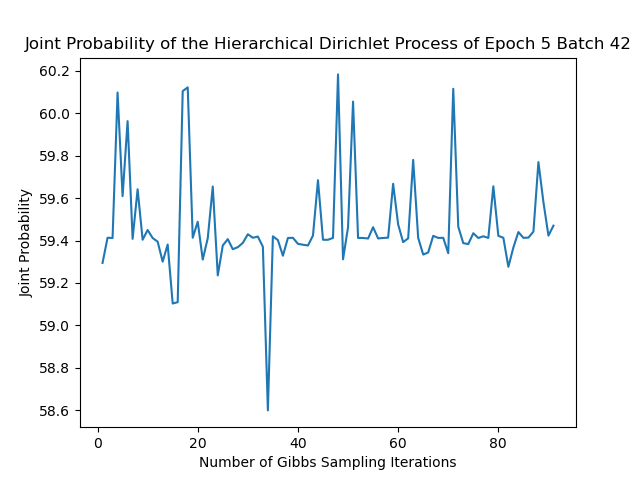 Joint Probability of the Hierarchical Dirichlet Process of Epoch 5 Batch 42
60.2
60.0
59.8
59.6
59.4
59.2
59.0
58.8
58.6
Joint Probability
0 20 40 60 80
Number of Gibbs Sampling Iterations